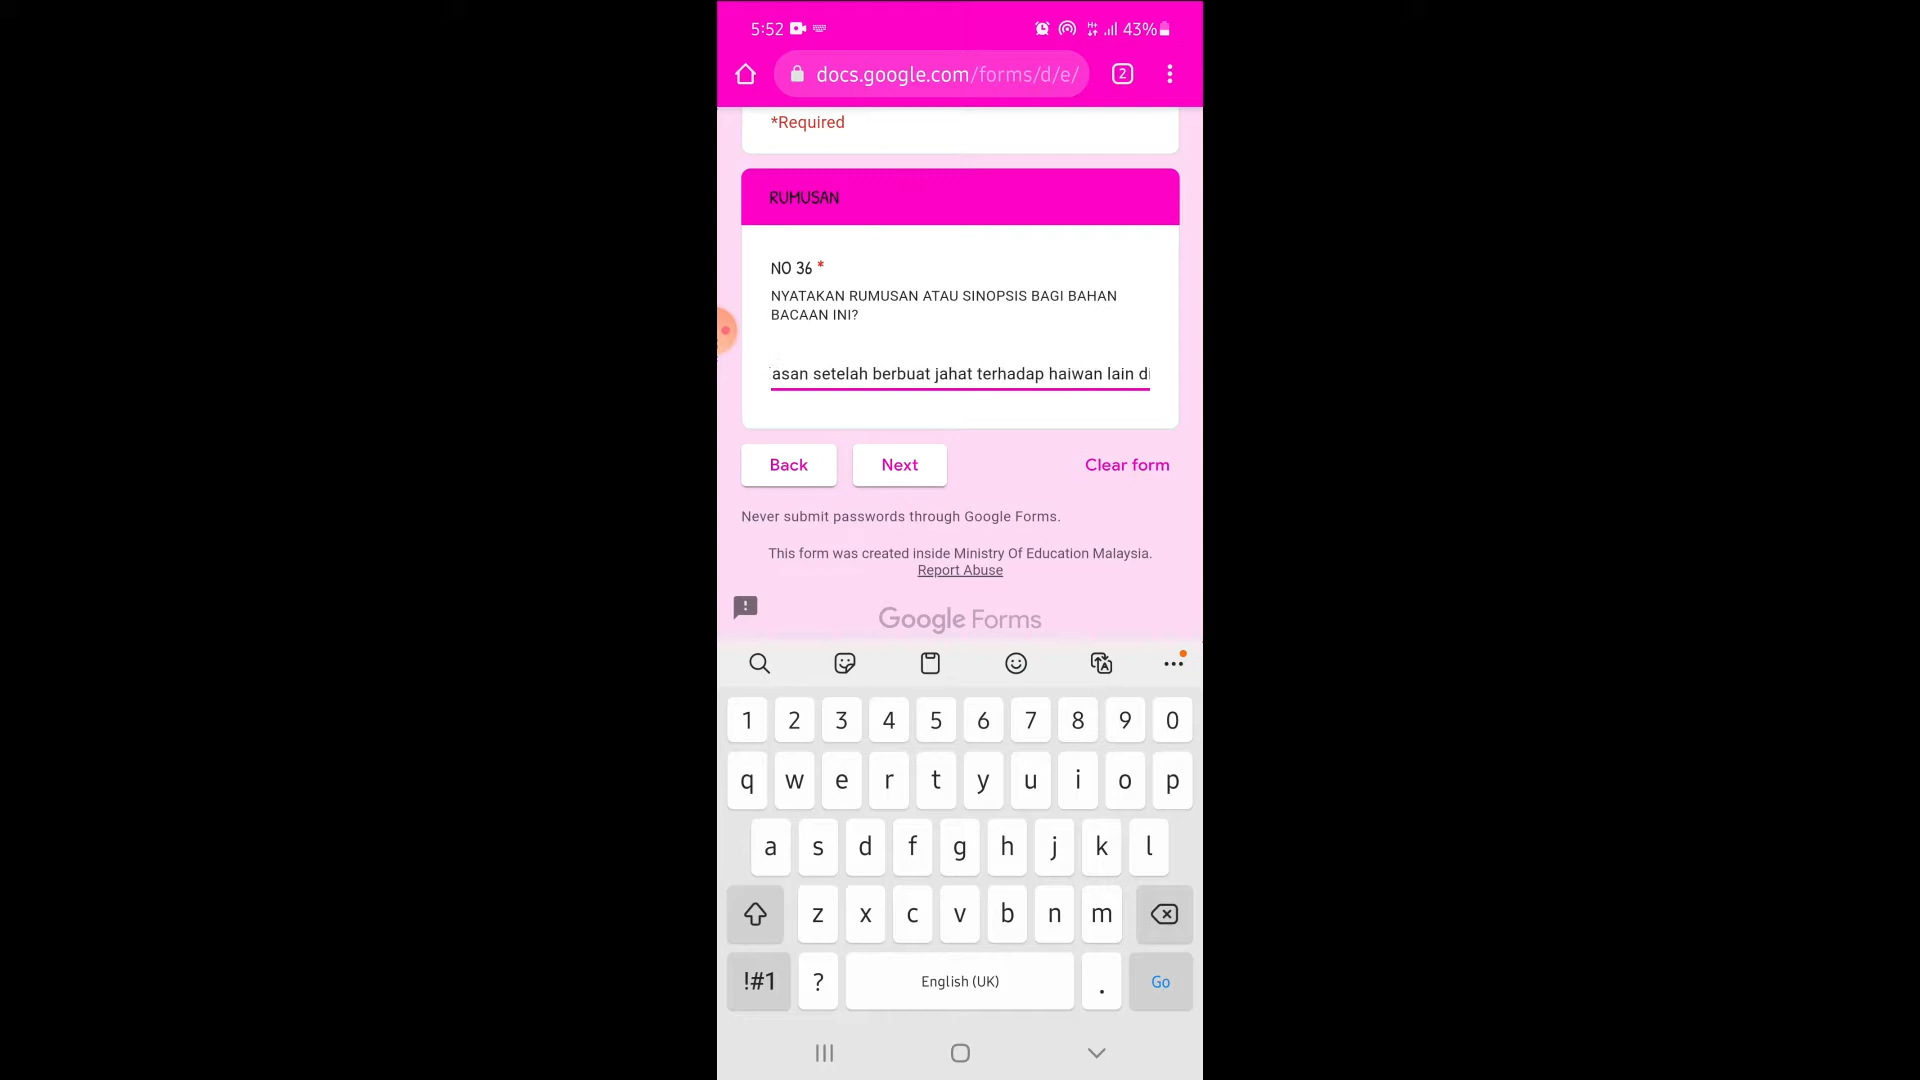 5:52
43%
docs.google.com/forms/d/e/
2
*Required
RUMUSAN
NO 36 *
NYATAKAN RUMUSAN ATAU SINOPSIS BAGI BAHAN
BACAAN INI?
asan setelah berbuat jahat terhadap haiwan lain di
Back
Next
Clear form
Never submit passwords through Google Forms.
This form was created inside Ministry Of Education Malaysia.
Report Abuse
Google Forms
1 2 3 4 5 6 7 8 9 0
q w e r t y u i o p
a s d f g h j k l
z x c v b n m
!#1 ? English (UK) . Go